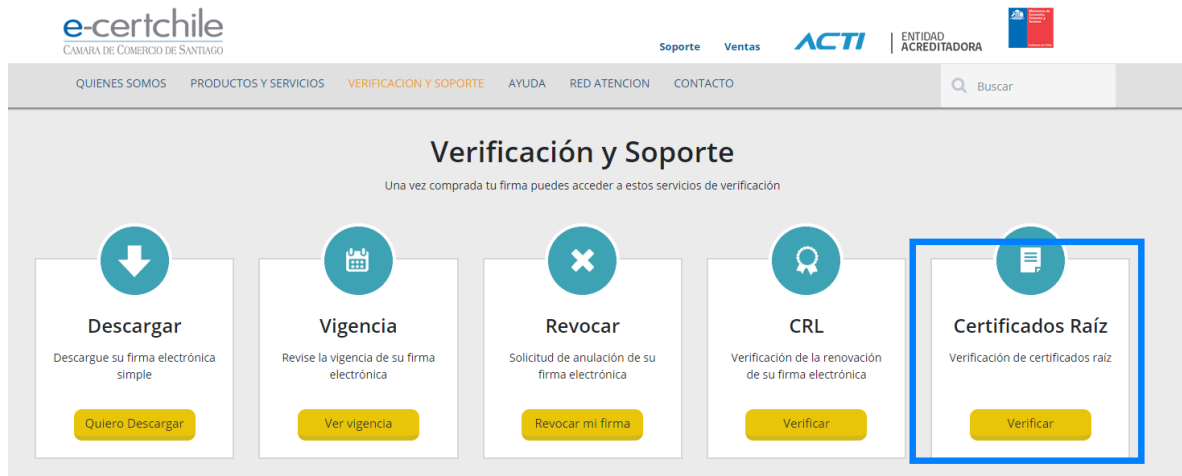 e-certchile
CAMARA DE COMERCIO DE SANTIAGO
Soporte Ventas ACTI ENTIDAD
ACREDITADORA
QUIENES SOMOS PRODUCTOS Y SERVICIOS VERIFICACION Y SOPORTE AYUDA RED ATENCION CONTACTO Buscar
Verificación y Soporte
Una vez comprada tu firma puedes acceder a estos servicios de verificación
Descargar
Descargue su firma electrónica
simple
Quiero Descargar
Vigencia
Revise la vigencia de su firma
electrónica
Ver vigencia
Revocar
Solicitud de anulación de su
firma electrónica
Revocar mi firma
CRL
Verificación de la renovación
de su firma electrónica
Verificar
Certificados Raíz
Verificación de certificados raíz
Verificar